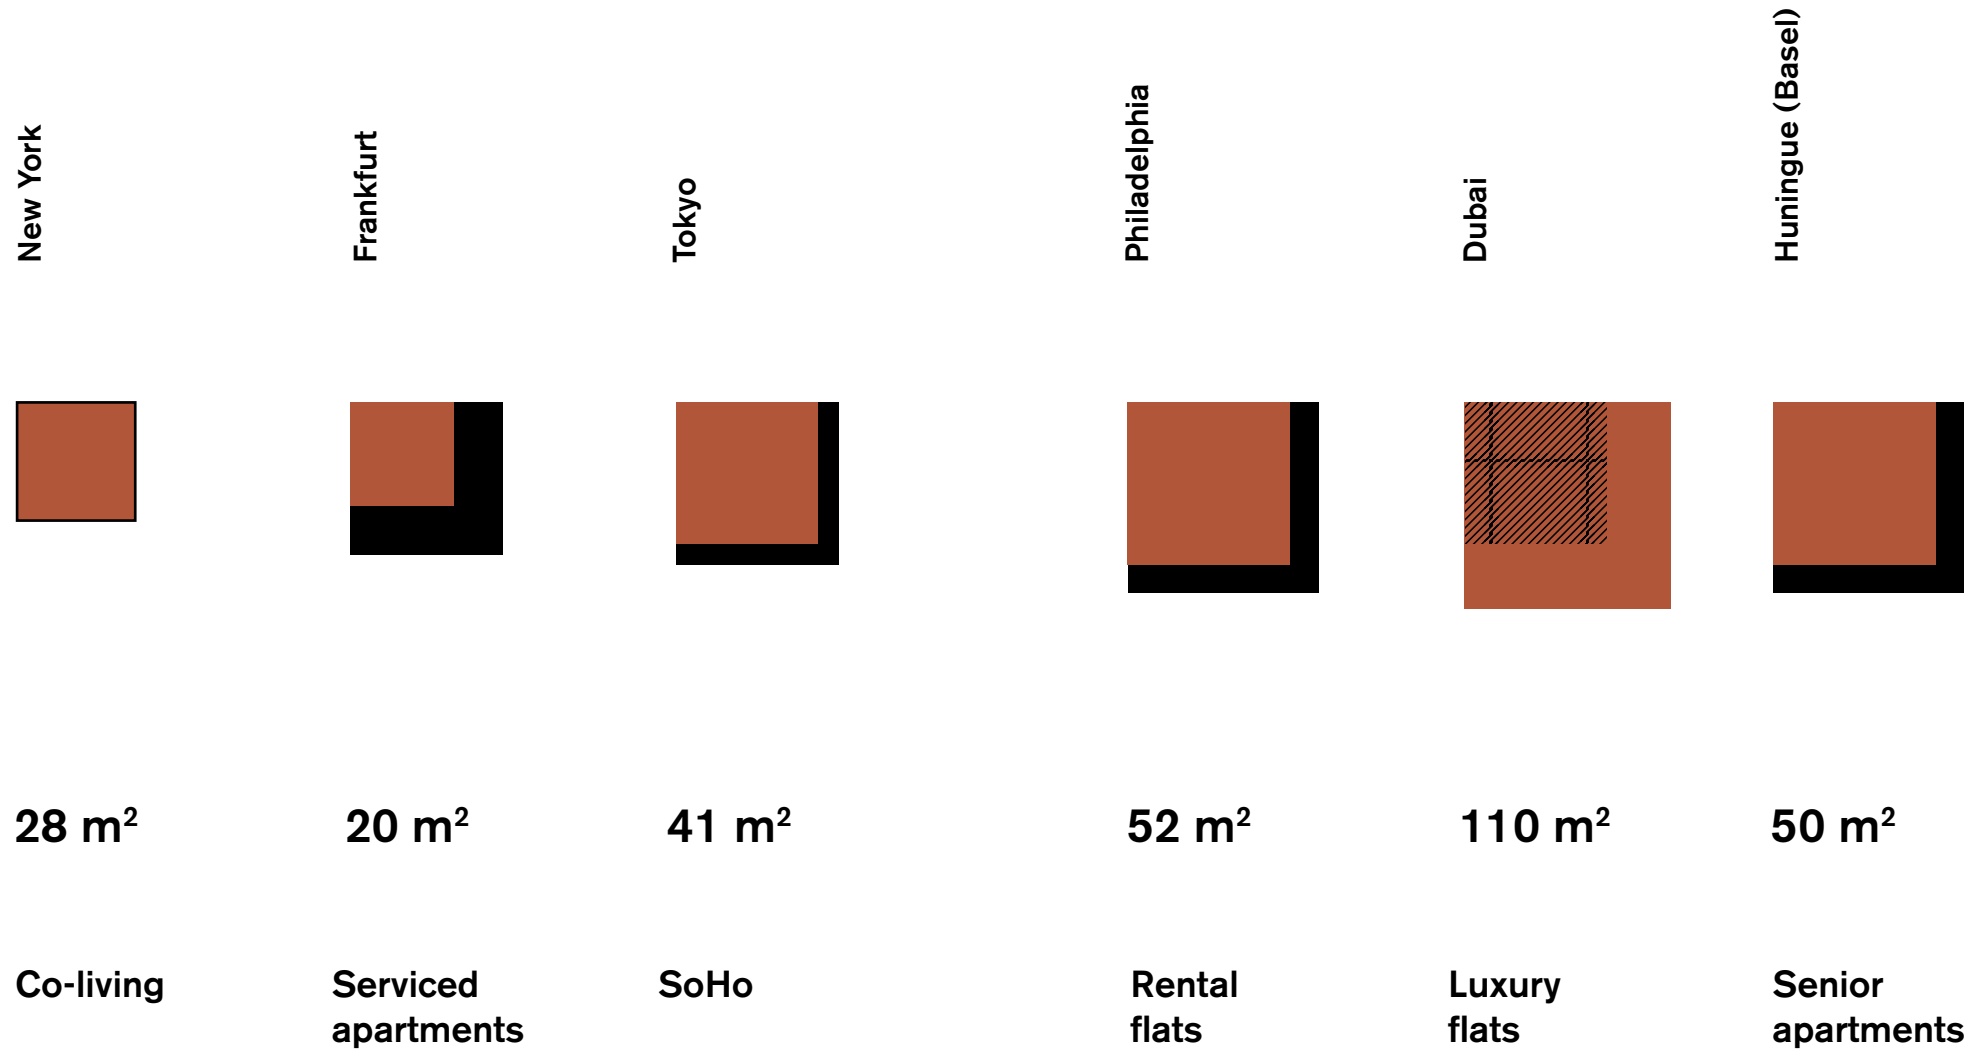 New York
Frankfurt
Tokyo
Philadelphia
Dubai
Huningue (Basel)
28 m²
20 m²
41 m²
52 m²
110 m²
50 m²
Co-living
Serviced
apartments
SoHo
Rental
flats
Luxury
flats
Senior
apartments